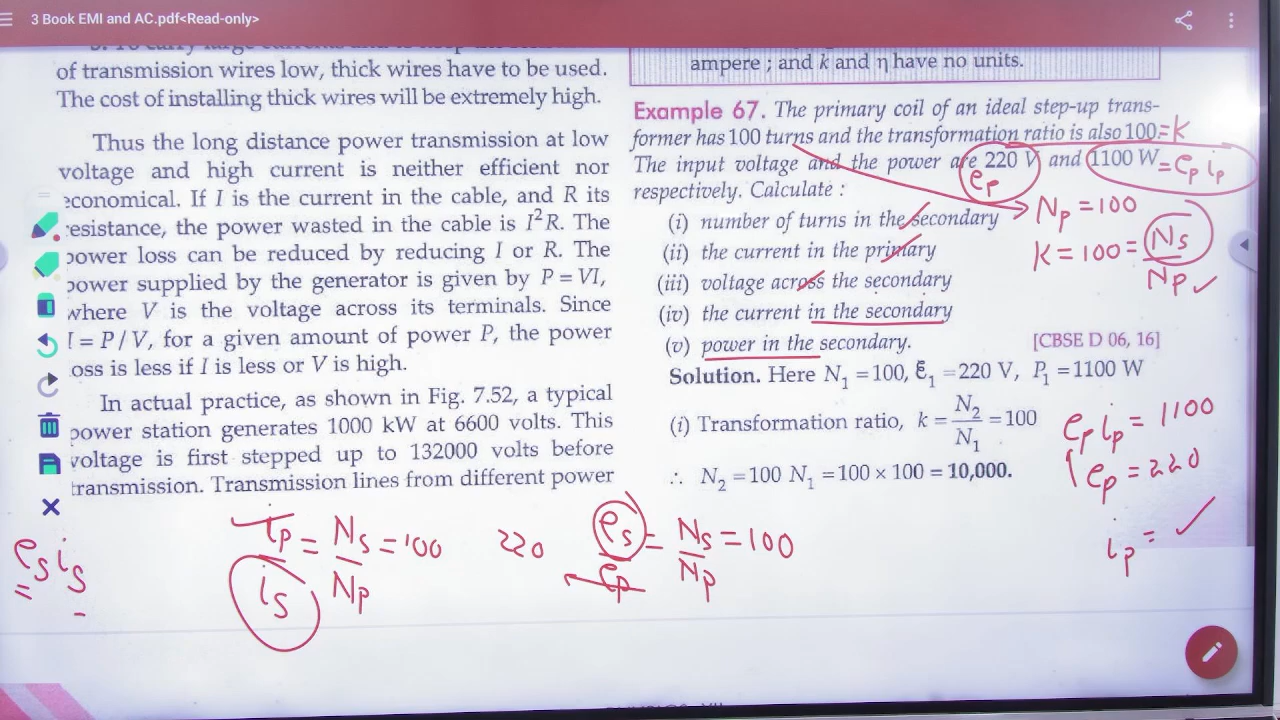 3 Book EMI and AC.pdf<Read-only>
of transmission wires low, thick wires have to be used.
The cost of installing thick wires will be extremely high.
Thus the long distance power transmission at low
voltage and high current is neither efficient nor
economical. If I is the current in the cable, and R its
resistance, the power wasted in the cable is I²R. The
power loss can be reduced by reducing I or R. The
power supplied by the generator is given by P = VI,
where V is the voltage across its terminals. Since
I = P / V, for a given amount of power P, the power
oss is less if I is less or V is high.
In actual practice, as shown in Fig. 7.52, a typical
power station generates 1000 kW at 6600 volts. This
voltage is first stepped up to 132000 volts before
transmission. Transmission lines from different power
ampere ; and k and η have no units.
Example 67. The primary coil of an ideal step-up trans-
former has 100 turns and the transformation ratio is also 100. = K
The input voltage and the power are 220 V and 1100 W = ep ip
ep
respectively. Calculate :
(i) number of turns in the secondary
(ii) the current in the primary
(iii) voltage across the secondary
(iv) the current in the secondary
(v) power in the secondary. [CBSE D 06, 16]
Np = 100
K = 100 = Ns / Np
Solution. Here N₁ = 100, ℰ₁ = 220 V, P₁ = 1100 W
(i) Transformation ratio, k = N₂ / N₁ = 100
∴ N₂ = 100 N₁ = 100 × 100 = 10,000.
ep ip = 1100
ep = 220
ip =
es is
ip / is = Ns / Np = 100
220
es / ep = Ns / Np = 100